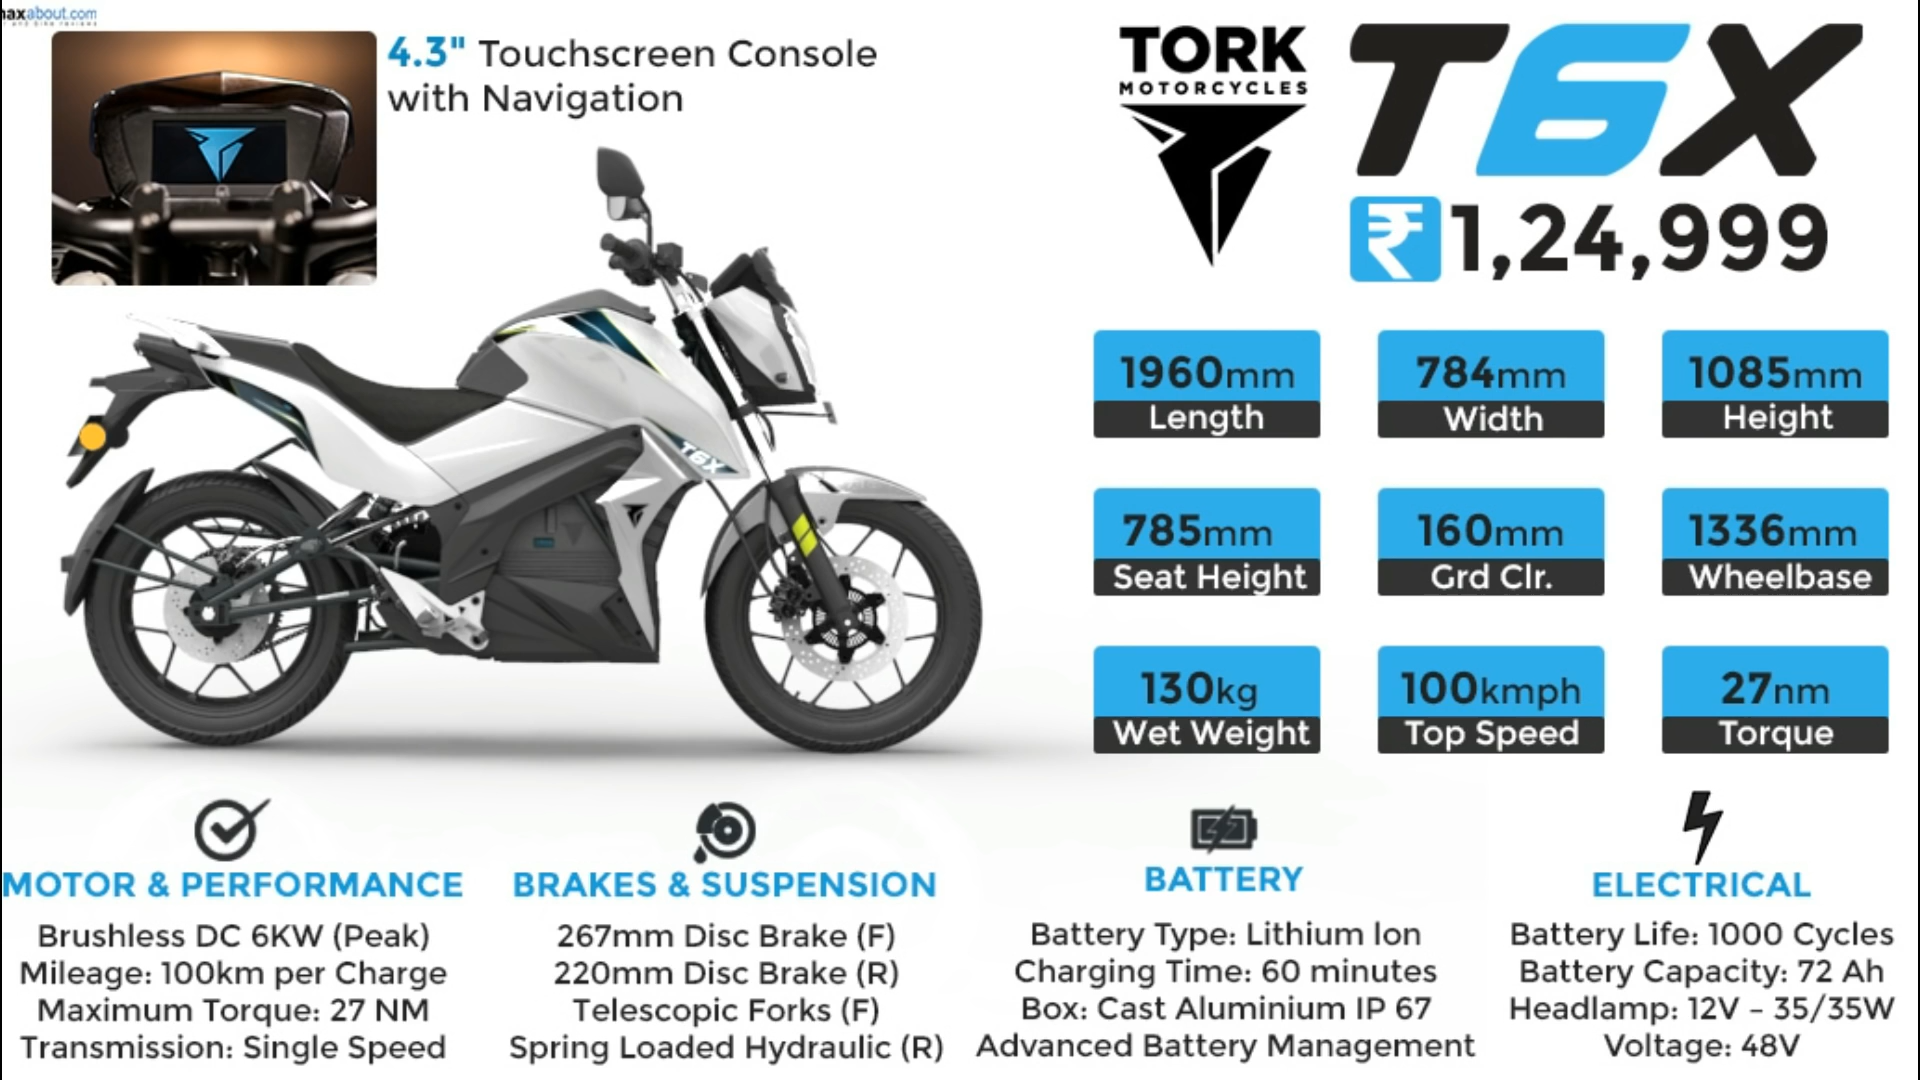 maxabout.com
4.3" Touchscreen Console
with Navigation
TORK
MOTORCYCLES
T6X
₹1,24,999
1960mm
Length
784mm
Width
1085mm
Height
785mm
Seat Height
160mm
Grd Clr.
1336mm
Wheelbase
130kg
Wet Weight
100kmph
Top Speed
27nm
Torque
T6X
MOTOR & PERFORMANCE
Brushless DC 6KW (Peak)
Mileage: 100km per Charge
Maximum Torque: 27 NM
Transmission: Single Speed
BRAKES & SUSPENSION
267mm Disc Brake (F)
220mm Disc Brake (R)
Telescopic Forks (F)
Spring Loaded Hydraulic (R)
BATTERY
Battery Type: Lithium Ion
Charging Time: 60 minutes
Box: Cast Aluminium IP 67
Advanced Battery Management
ELECTRICAL
Battery Life: 1000 Cycles
Battery Capacity: 72 Ah
Headlamp: 12V – 35/35W
Voltage: 48V